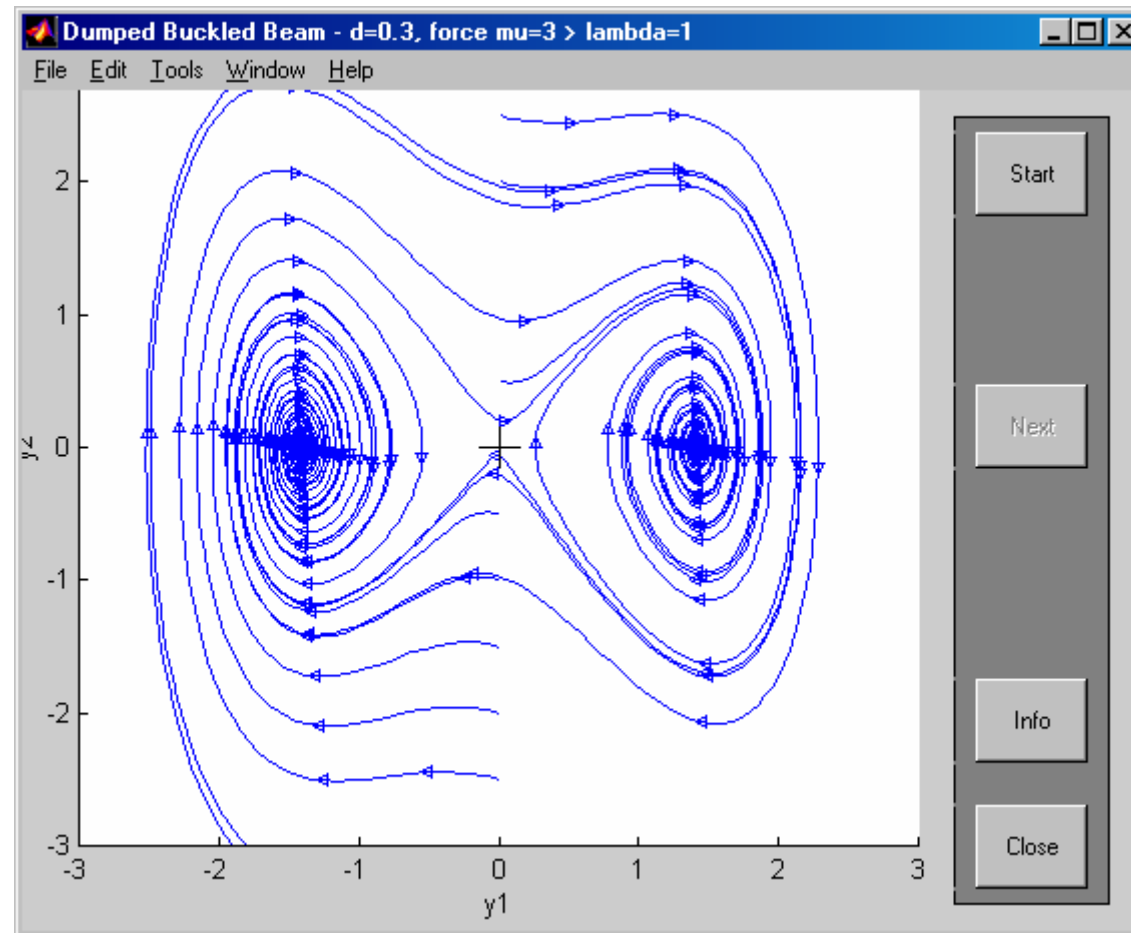 Dumped Buckled Beam - d=0.3, force mu=3 > lambda=1
File Edit Tools Window Help
2
1
0
-1
-2
-3
y2
-3 -2 -1 0 1 2 3
y1
Start
Next
Info
Close